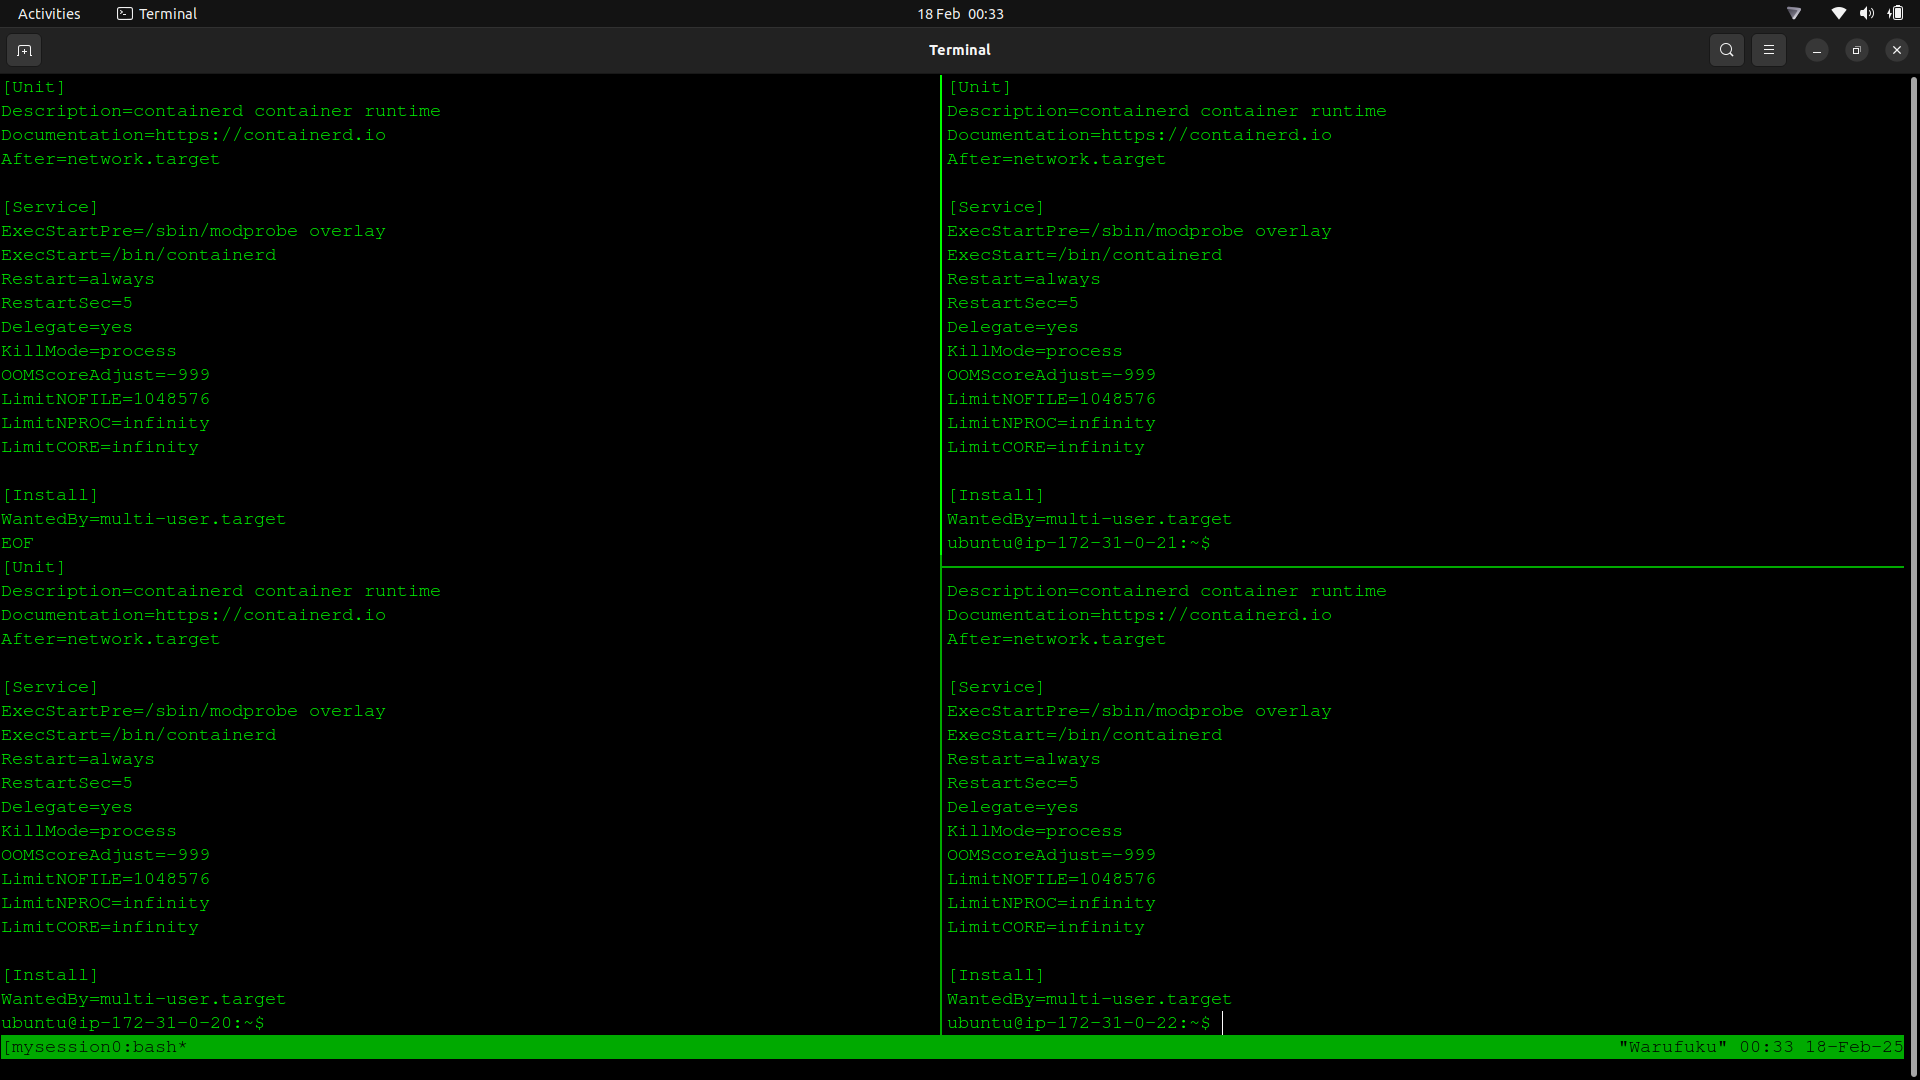 Activities
Terminal
18 Feb 00:33
Terminal
[Unit]
Description=containerd container runtime
Documentation=https://containerd.io
After=network.target
[Service]
ExecStartPre=/sbin/modprobe overlay
ExecStart=/bin/containerd
Restart=always
RestartSec=5
Delegate=yes
KillMode=process
OOMScoreAdjust=-999
LimitNOFILE=1048576
LimitNPROC=infinity
LimitCORE=infinity
[Install]
WantedBy=multi-user.target
EOF
[Unit]
Description=containerd container runtime
Documentation=https://containerd.io
After=network.target
[Service]
ExecStartPre=/sbin/modprobe overlay
ExecStart=/bin/containerd
Restart=always
RestartSec=5
Delegate=yes
KillMode=process
OOMScoreAdjust=-999
LimitNOFILE=1048576
LimitNPROC=infinity
LimitCORE=infinity
[Install]
WantedBy=multi-user.target
ubuntu@ip-172-31-0-20:~$
[Unit]
Description=containerd container runtime
Documentation=https://containerd.io
After=network.target
[Service]
ExecStartPre=/sbin/modprobe overlay
ExecStart=/bin/containerd
Restart=always
RestartSec=5
Delegate=yes
KillMode=process
OOMScoreAdjust=-999
LimitNOFILE=1048576
LimitNPROC=infinity
LimitCORE=infinity
[Install]
WantedBy=multi-user.target
ubuntu@ip-172-31-0-21:~$
Description=containerd container runtime
Documentation=https://containerd.io
After=network.target
[Service]
ExecStartPre=/sbin/modprobe overlay
ExecStart=/bin/containerd
Restart=always
RestartSec=5
Delegate=yes
KillMode=process
OOMScoreAdjust=-999
LimitNOFILE=1048576
LimitNPROC=infinity
LimitCORE=infinity
[Install]
WantedBy=multi-user.target
ubuntu@ip-172-31-0-22:~$
[mysession0:bash*
"Warufuku" 00:33 18-Feb-25